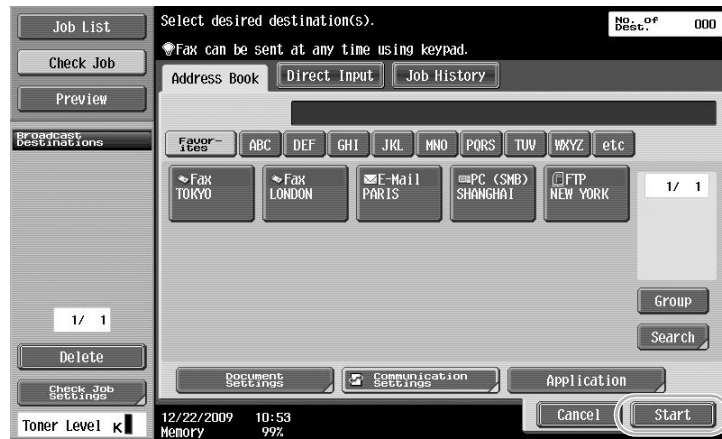 Job List
Check Job
Preview
Broadcast
Destinations
1/ 1
Delete
Check Job
Settings
Toner Level K
Select desired destination(s).
No. of
Dest. 000
Fax can be sent at any time using keypad.
Address Book Direct Input Job History
Favor-
ites ABC DEF GHI JKL MNO PQRS TUV WXYZ etc
Fax
TOKYO
Fax
LONDON
E-Mail
PARIS
PC (SMB)
SHANGHAI
FTP
NEW YORK
1/ 1
Group
Search
Document
Settings
Communication
Settings
Application
12/22/2009 10:53
Memory 99%
Cancel Start